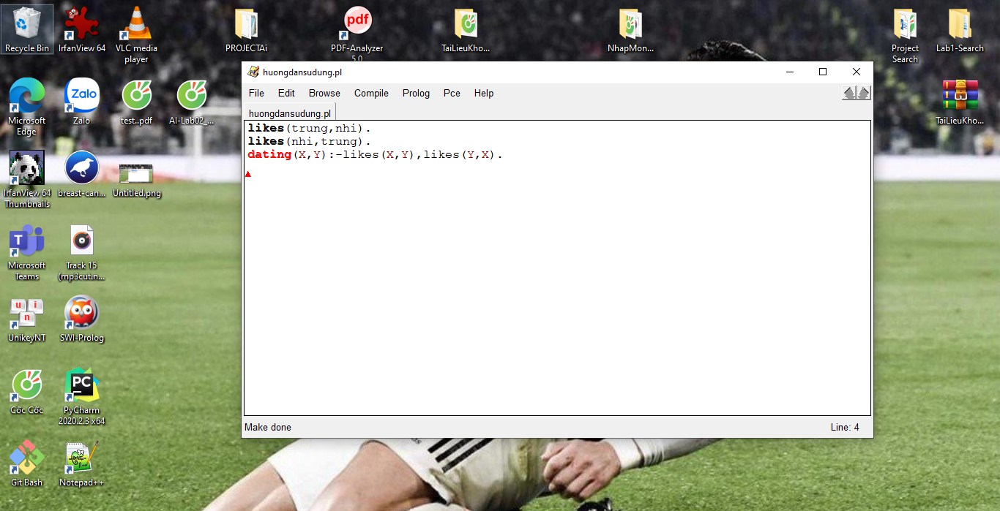 Recycle Bin
IrfanView 64
VLC media
player
PROJECTAi
pdf
PDF-Analyzer
5.0
TaiLieuKho...
NhapMon...
Project
Search
Lab1-Search
huongdansudung.pl
File Edit Browse Compile Prolog Pce Help
huongdansudung.pl
likes(trung,nhi).
likes(nhi,trung).
dating(X,Y):-likes(X,Y),likes(Y,X).
Make done
Line: 4
Microsoft
Edge
Zalo
Zalo
test..pdf
AI-Lab02_...
TaiLieuKho...
IrfanView 64
Thumbnails
breast-can...
Untitled.png
T
Microsoft
Teams
Track 15
(mp3cut.n...
u i
n
UnikeyNT
SWI-Prolog
Cốc Cốc
PC
PyCharm
2020.2.3 x64
Git Bash
Notepad++